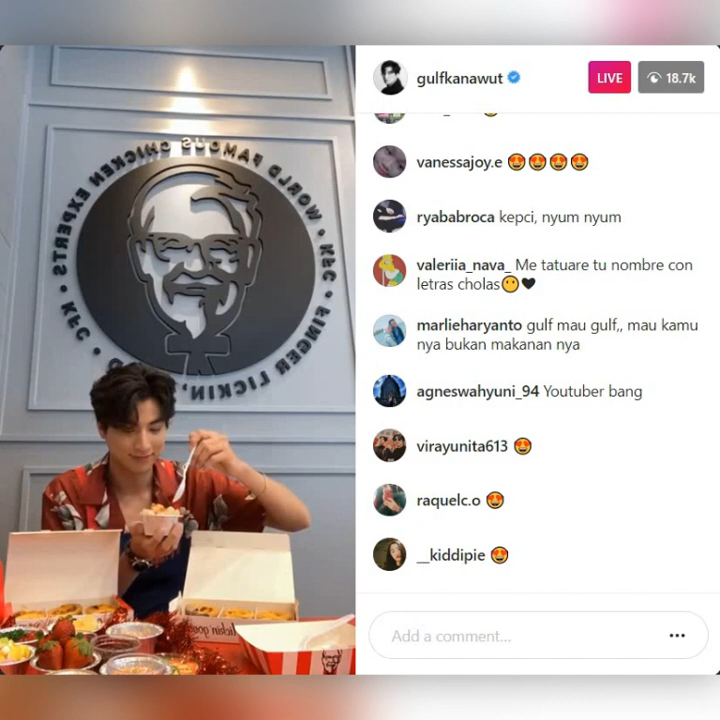 gulfkanawut
LIVE
18.7k
vanessajoy.e 😍😍😍😍
ryababroca kepci, nyum nyum
valeriia_nava_ Me tatuare tu nombre con
letras cholas😶🖤
marlieharyanto gulf mau gulf,, mau kamu
nya bukan makanan nya
agneswahyuni_94 Youtuber bang
virayunita613 😍
raquelc.o 😍
__kiddipie 😍
Add a comment...
WORLD FAMOUS CHICKEN EXPERTS • KFC •
KFC • FINGER LICKIN'